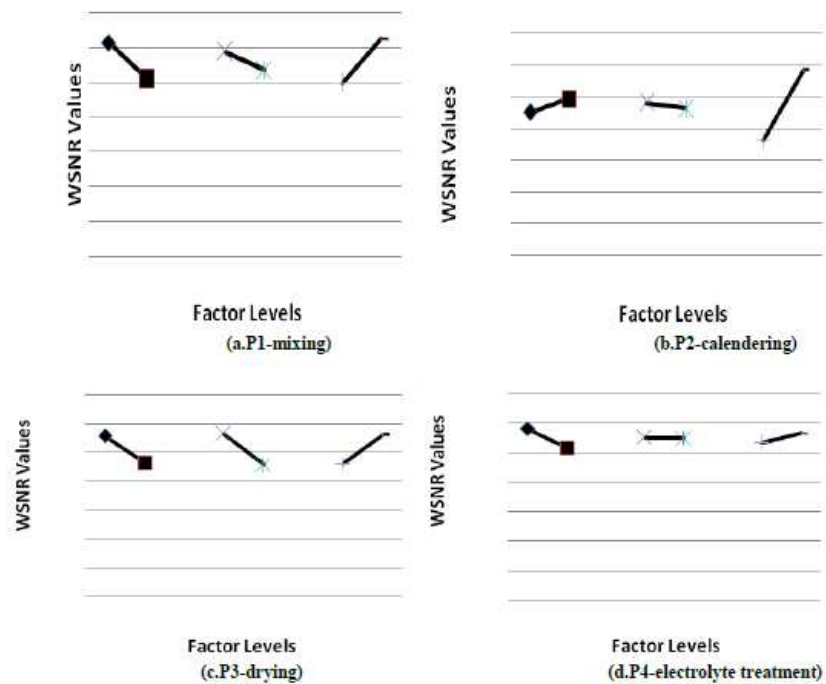 WSNR Values
Factor Levels
(a.P1-mixing)
WSNR Values
Factor Levels
(b.P2-calendering)
WSNR Values
Factor Levels
(c.P3-drying)
WSNR Values
Factor Levels
(d.P4-electrolyte treatment)